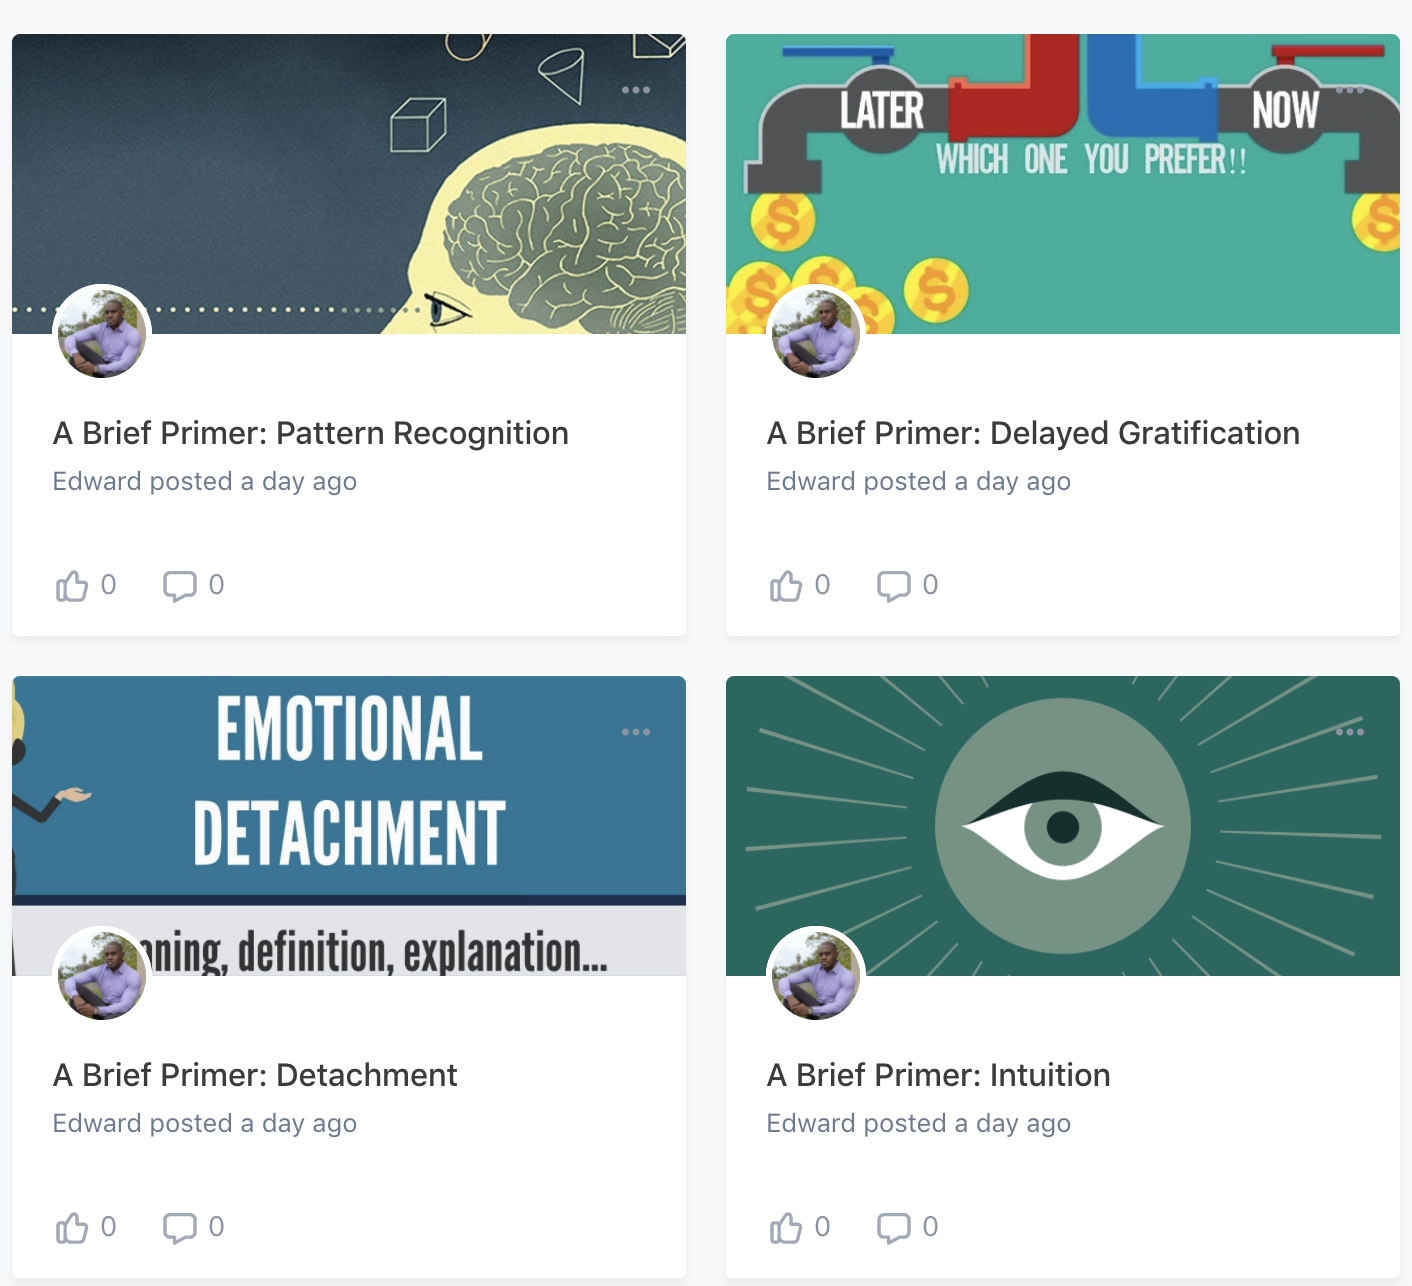 A Brief Primer: Pattern Recognition
Edward posted a day ago
0 0
LATER
NOW
WHICH ONE YOU PREFER!!
A Brief Primer: Delayed Gratification
Edward posted a day ago
0 0
EMOTIONAL
DETACHMENT
definition, explanation...
A Brief Primer: Detachment
Edward posted a day ago
0 0
A Brief Primer: Intuition
Edward posted a day ago
0 0